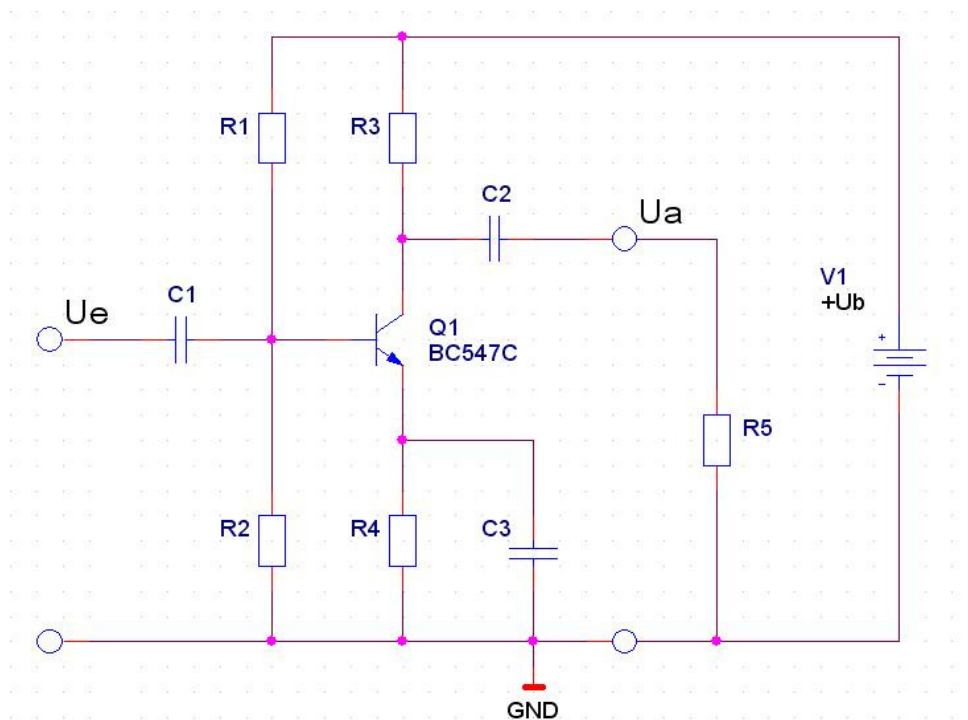 R1
R3
C2
Ua
V1
+Ub
C1
Ue
Q1
BC547C
+
-
R5
R2
R4
C3
GND